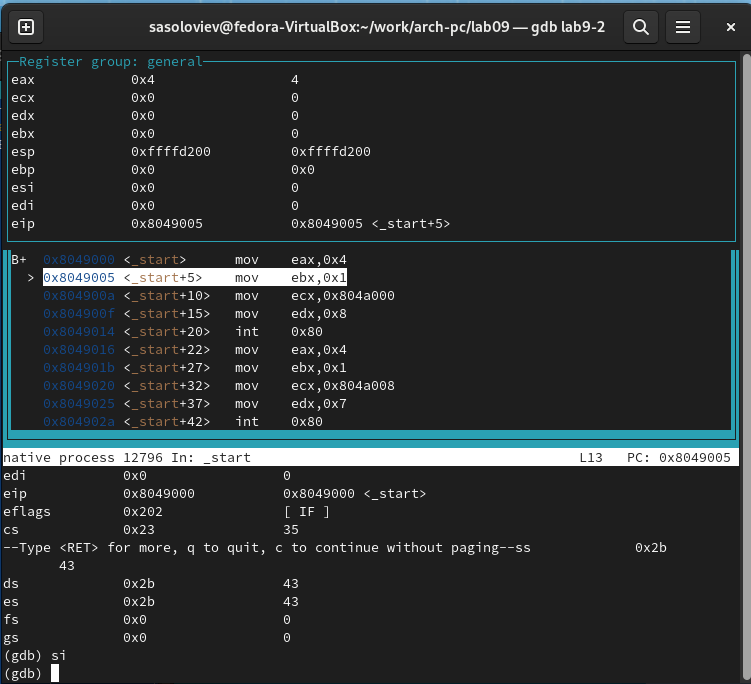 sasoloviev@fedora-VirtualBox:~/work/arch-pc/lab09 — gdb lab9-2
Register group: general
eax 0x4 4
ecx 0x0 0
edx 0x0 0
ebx 0x0 0
esp 0xffffd200 0xffffd200
ebp 0x0 0x0
esi 0x0 0
edi 0x0 0
eip 0x8049005 0x8049005 <_start+5>
B+ 0x8049000 <_start> mov eax,0x4
> 0x8049005 <_start+5> mov ebx,0x1
0x804900a <_start+10> mov ecx,0x804a000
0x804900f <_start+15> mov edx,0x8
0x8049014 <_start+20> int 0x80
0x8049016 <_start+22> mov eax,0x4
0x804901b <_start+27> mov ebx,0x1
0x8049020 <_start+32> mov ecx,0x804a008
0x8049025 <_start+37> mov edx,0x7
0x804902a <_start+42> int 0x80
native process 12796 In: _start L13 PC: 0x8049005
edi 0x0 0
eip 0x8049000 0x8049000 <_start>
eflags 0x202 [ IF ]
cs 0x23 35
--Type <RET> for more, q to quit, c to continue without paging--ss 0x2b
43
ds 0x2b 43
es 0x2b 43
fs 0x0 0
gs 0x0 0
(gdb) si
(gdb)